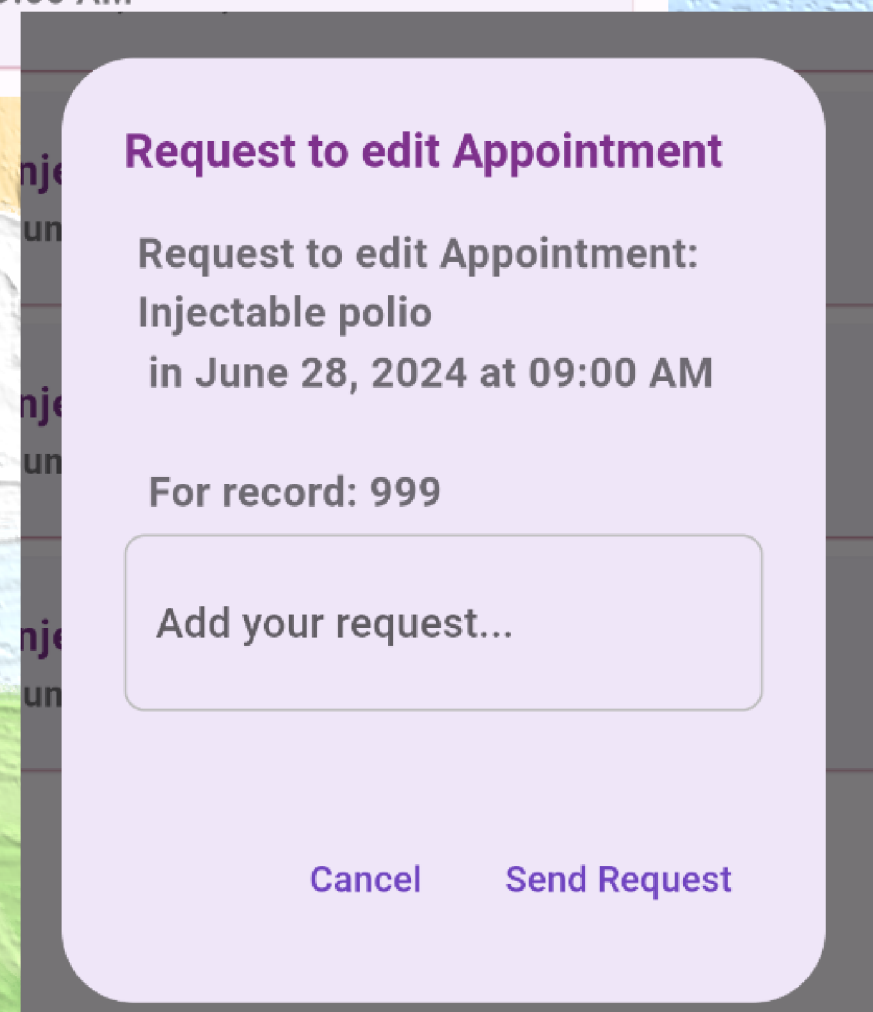 Request to edit Appointment
Request to edit Appointment:
Injectable polio
in June 28, 2024 at 09:00 AM
For record: 999
Add your request...
Cancel Send Request